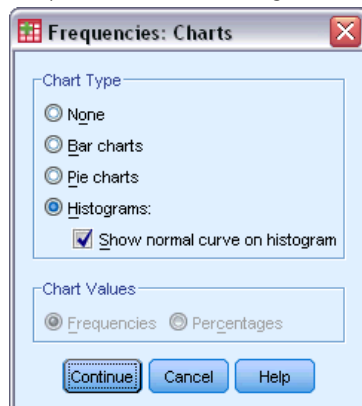 Frequencies: Charts
Chart Type
None
Bar charts
Pie charts
Histograms:
Show normal curve on histogram
Chart Values
Frequencies Percentages
Continue Cancel Help